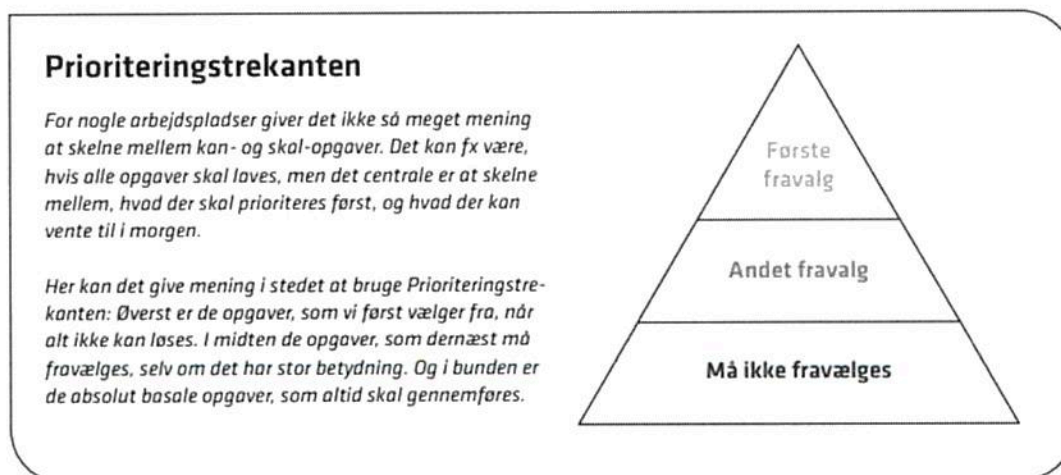 Prioriteringstrekanten
For nogle arbejdspladser giver det ikke så meget mening
at skelne mellem kan- og skal-opgaver. Det kan fx være,
hvis alle opgaver skal laves, men det centrale er at skelne
mellem, hvad der skal prioriteres først, og hvad der kan
vente til i morgen.
Her kan det give mening i stedet at bruge Prioriteringstre-
kanten: Øverst er de opgaver, som vi først vælger fra, når
alt ikke kan løses. I midten de opgaver, som dernæst må
fravælges, selv om det har stor betydning. Og i bunden er
de absolut basale opgaver, som altid skal gennemføres.
Første
fravalg
Andet fravalg
Må ikke fravælges